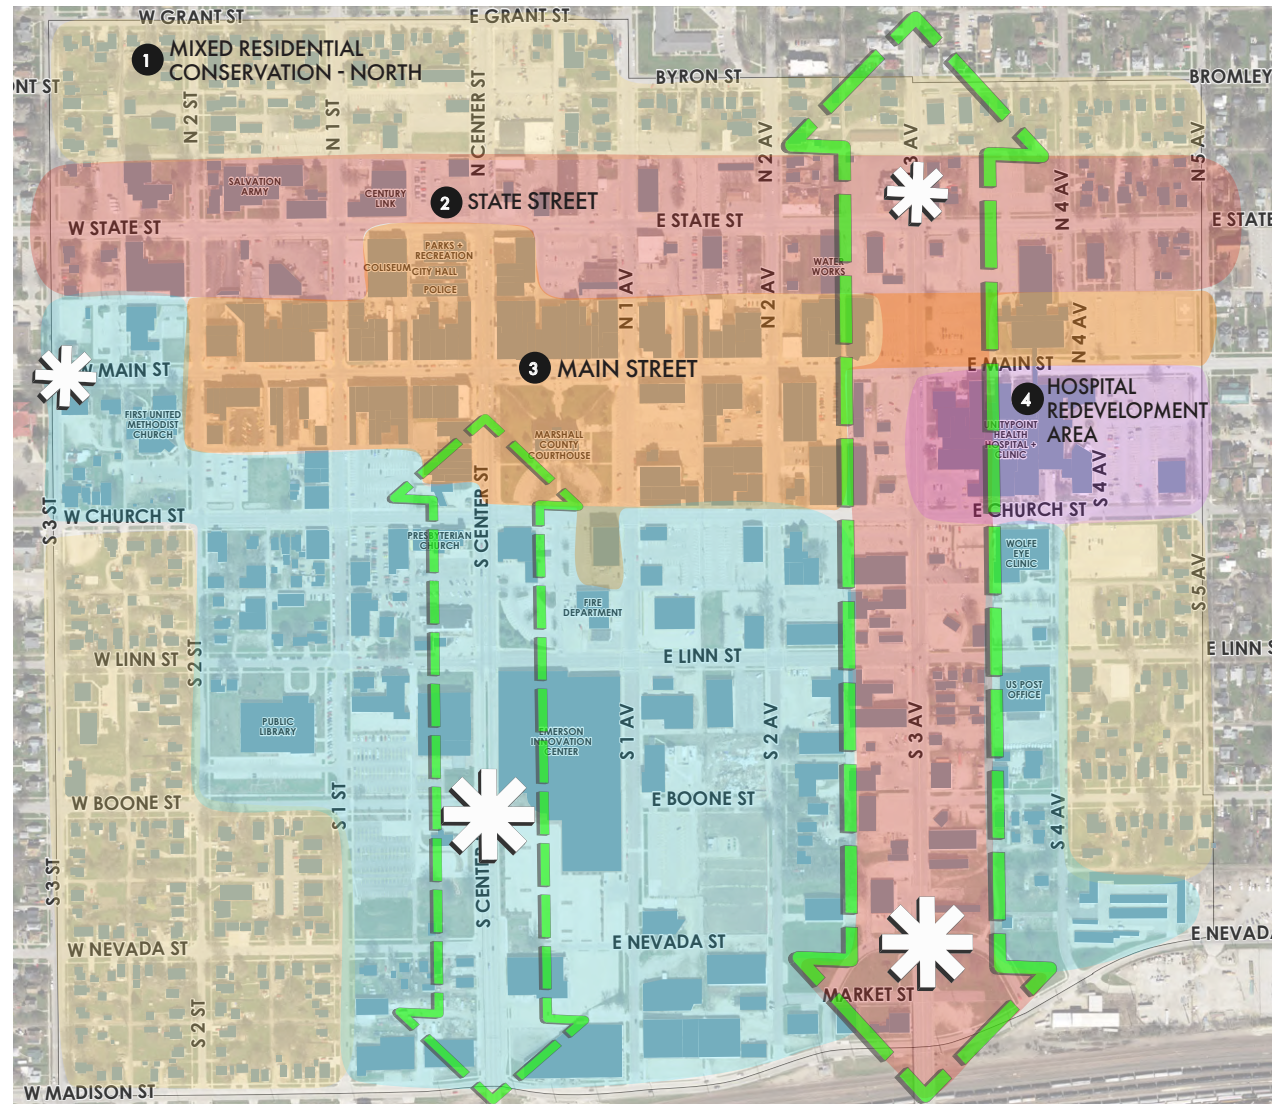 W GRANT ST
E GRANT ST
1
MIXED RESIDENTIAL
CONSERVATION - NORTH
BYRON ST
BROMLEY
ONT ST
N 2 ST
N 1 ST
N CENTER ST
N 2 AV
3 AV
N 4 AV
N 5 AV
SALVATION
ARMY
CENTURY
LINK
2
STATE STREET
W STATE ST
E STATE ST
E STATE
PARKS +
RECREATION
COLISEUM
CITY HALL
POLICE
WATER
WORKS
N 1 AV
N 2 AV
N 4 AV
W MAIN ST
3
MAIN STREET
E MAIN ST
4
HOSPITAL
REDEVELOPMENT
AREA
FIRST UNITED
METHODIST
CHURCH
MARSHALL
COUNTY
COURTHOUSE
UNITYPOINT
HEALTH
HOSPITAL +
CLINIC
S 4 AV
S 3 ST
W CHURCH ST
S CENTER ST
E CHURCH ST
PRESBYTERIAN
CHURCH
WOLFE
EYE
CLINIC
FIRE
DEPARTMENT
S 5 AV
W LINN ST
S 2 ST
E LINN ST
E LINN S
US POST
OFFICE
PUBLIC
LIBRARY
EMERSON
INNOVATION
CENTER
S 1 AV
S 2 AV
S 3 AV
W BOONE ST
S 1 ST
E BOONE ST
S 4 AV
S 3 ST
S CENTER
W NEVADA ST
E NEVADA ST
E NEVADA
MARKET ST
S 2 ST
W MADISON ST